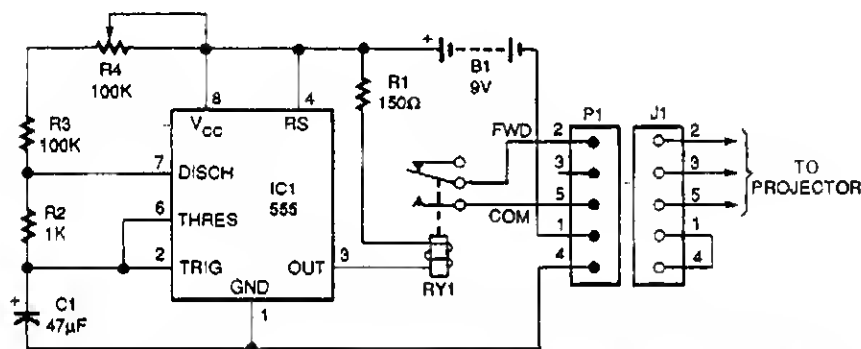 R4
100K
+
B1
9V
R3
100K
8
4
VCC
RS
R1
150Ω
P1
J1
FWD
2
2
7
DISCH
3
3
TO
PROJECTOR
IC1
555
R2
1K
6
THRES
5
5
COM
1
1
2
TRIG
OUT
3
4
4
GND
RY1
+
C1
47µF
1